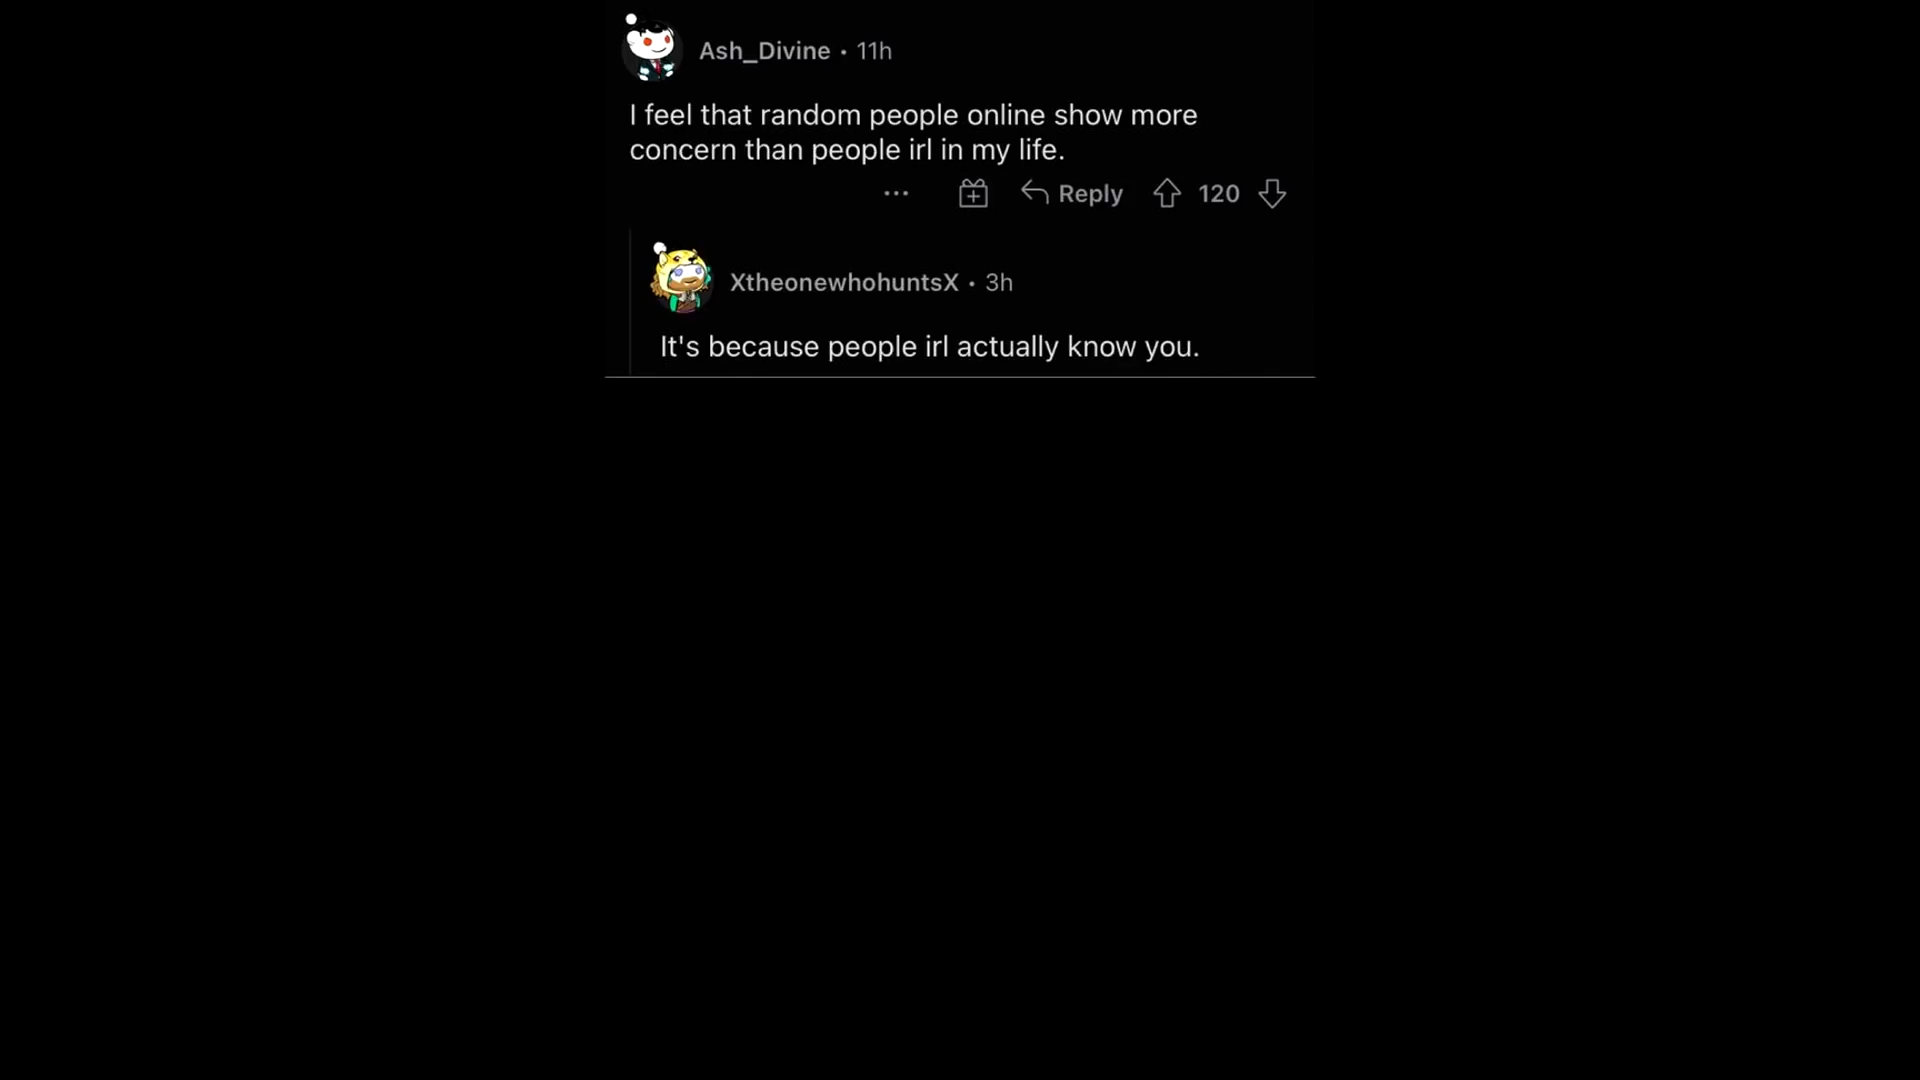 Ash_Divine • 11h
I feel that random people online show more
concern than people irl in my life.
... Reply 120
XtheonewhohuntsX • 3h
It's because people irl actually know you.